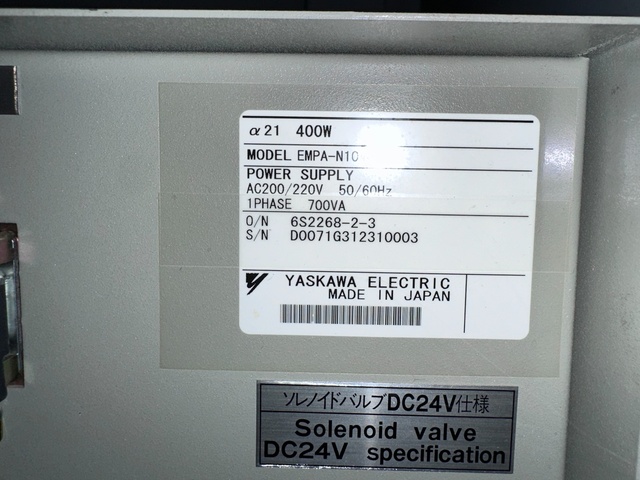 α21 400W
MODEL EMPA-N10
POWER SUPPLY
AC200/220V 50/60Hz
1PHASE 700VA
O/N 6S2268-2-3
S/N D0071G312310003
YASKAWA ELECTRIC
MADE IN JAPAN
ソレノイドバルブDC24V仕様
Solenoid valve
DC24V specification